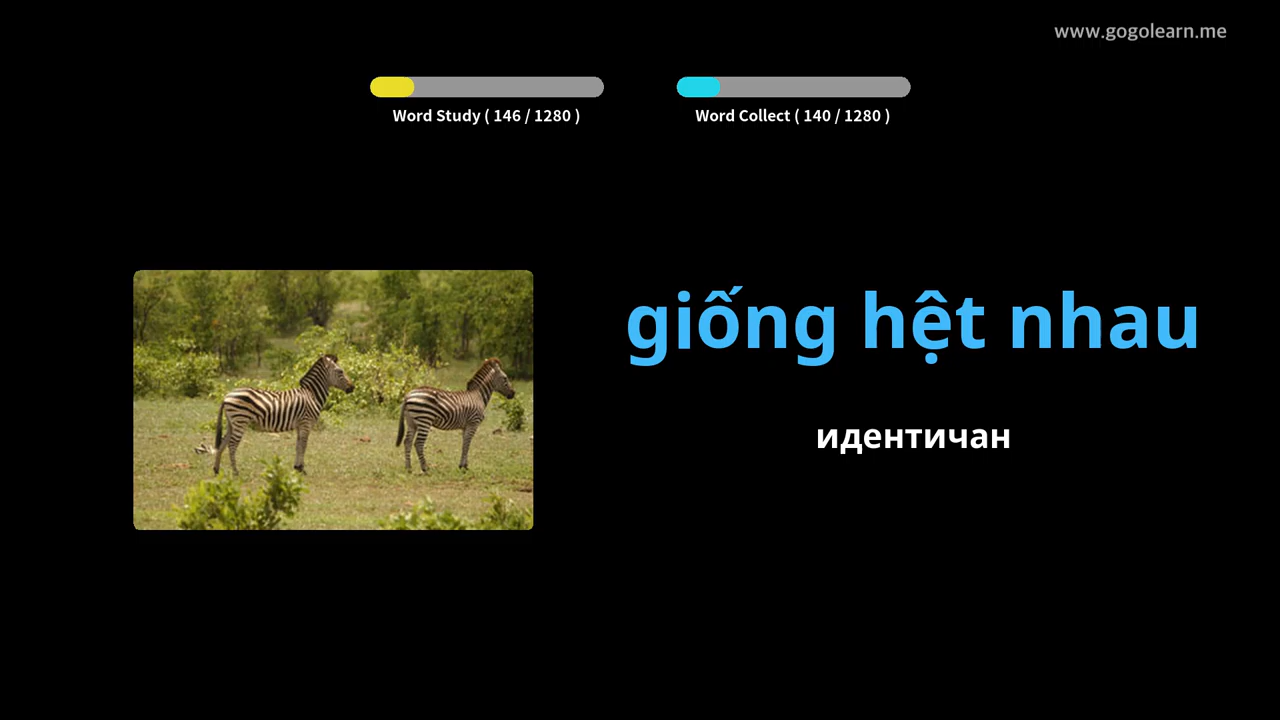 www.gogolearn.me
Word Study ( 146 / 1280 )
Word Collect ( 140 / 1280 )
giống hệt nhau
идентичан